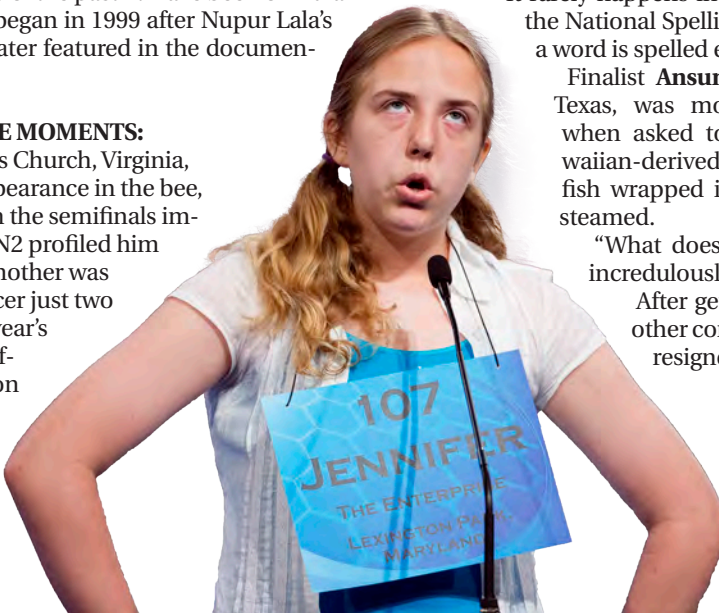 began in 1999 after Nupur Lala’s
ater featured in the documen-
E MOMENTS:
s Church, Virginia,
pearance in the bee,
n the semifinals im-
N2 profiled him
other was
cer just two
year’s
f-
on
the National Spelli
a word is spelled e
Finalist Ansu
Texas, was mo
when asked to
waiian-derived
fish wrapped i
steamed.
“What does
incredulously
After ge
other co
resigne
107
JENNIFER
THE ENTERPRISE
LEXINGTON PARK,
MARYLAND